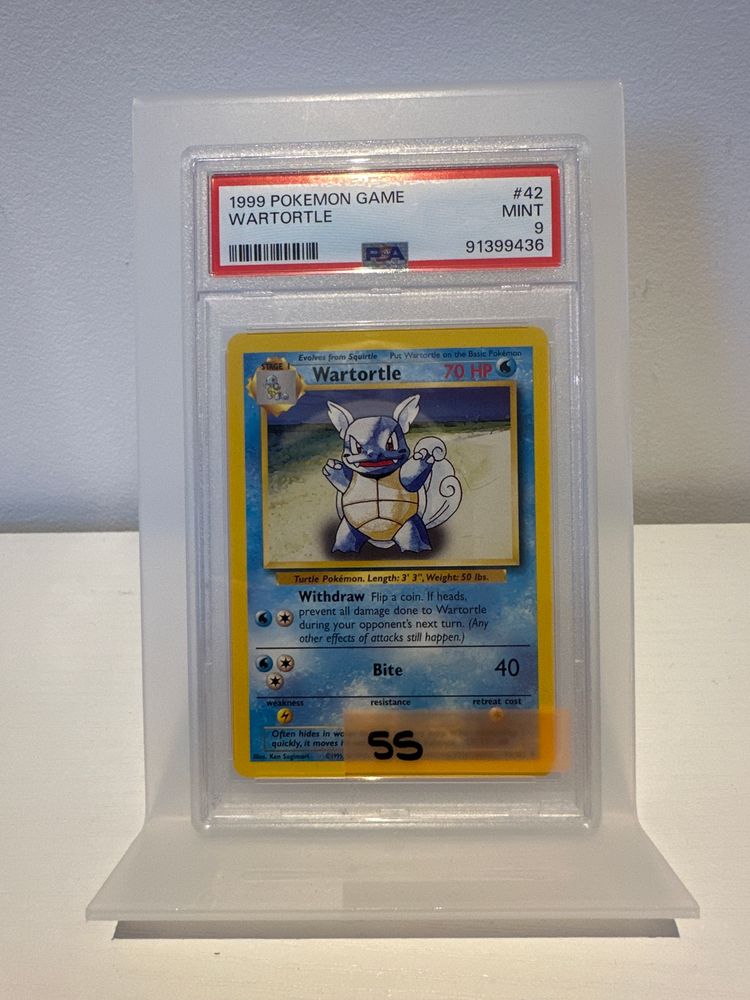 1999 POKEMON GAME #42
WARTORTLE MINT
9
PSA 91399436
Evolves from Squirtle Put Wartortle on the Basic Pokémon
STAGE 1
Wartortle 70 HP
Turtle Pokémon. Length: 3' 3", Weight: 50 lbs.
Withdraw Flip a coin. If heads,
prevent all damage done to Wartortle
during your opponent's next turn. (Any
other effects of attacks still happen.)
Bite 40
weakness resistance retreat cost
Often hides in
quickly, it moves
SS
Illus. Ken Sugimori ©1995,